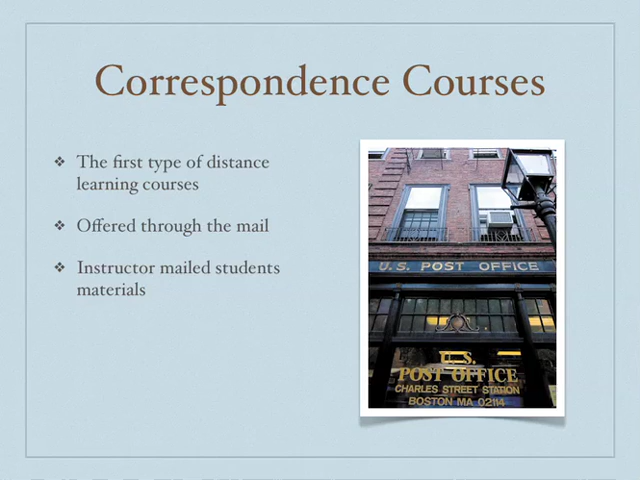 Correspondence Courses
The first type of distance
learning courses
Offered through the mail
Instructor mailed students
materials
U.S. POST OFFICE
U.S.
POST OFFICE
CHARLES STREET STATION
BOSTON MA 02114